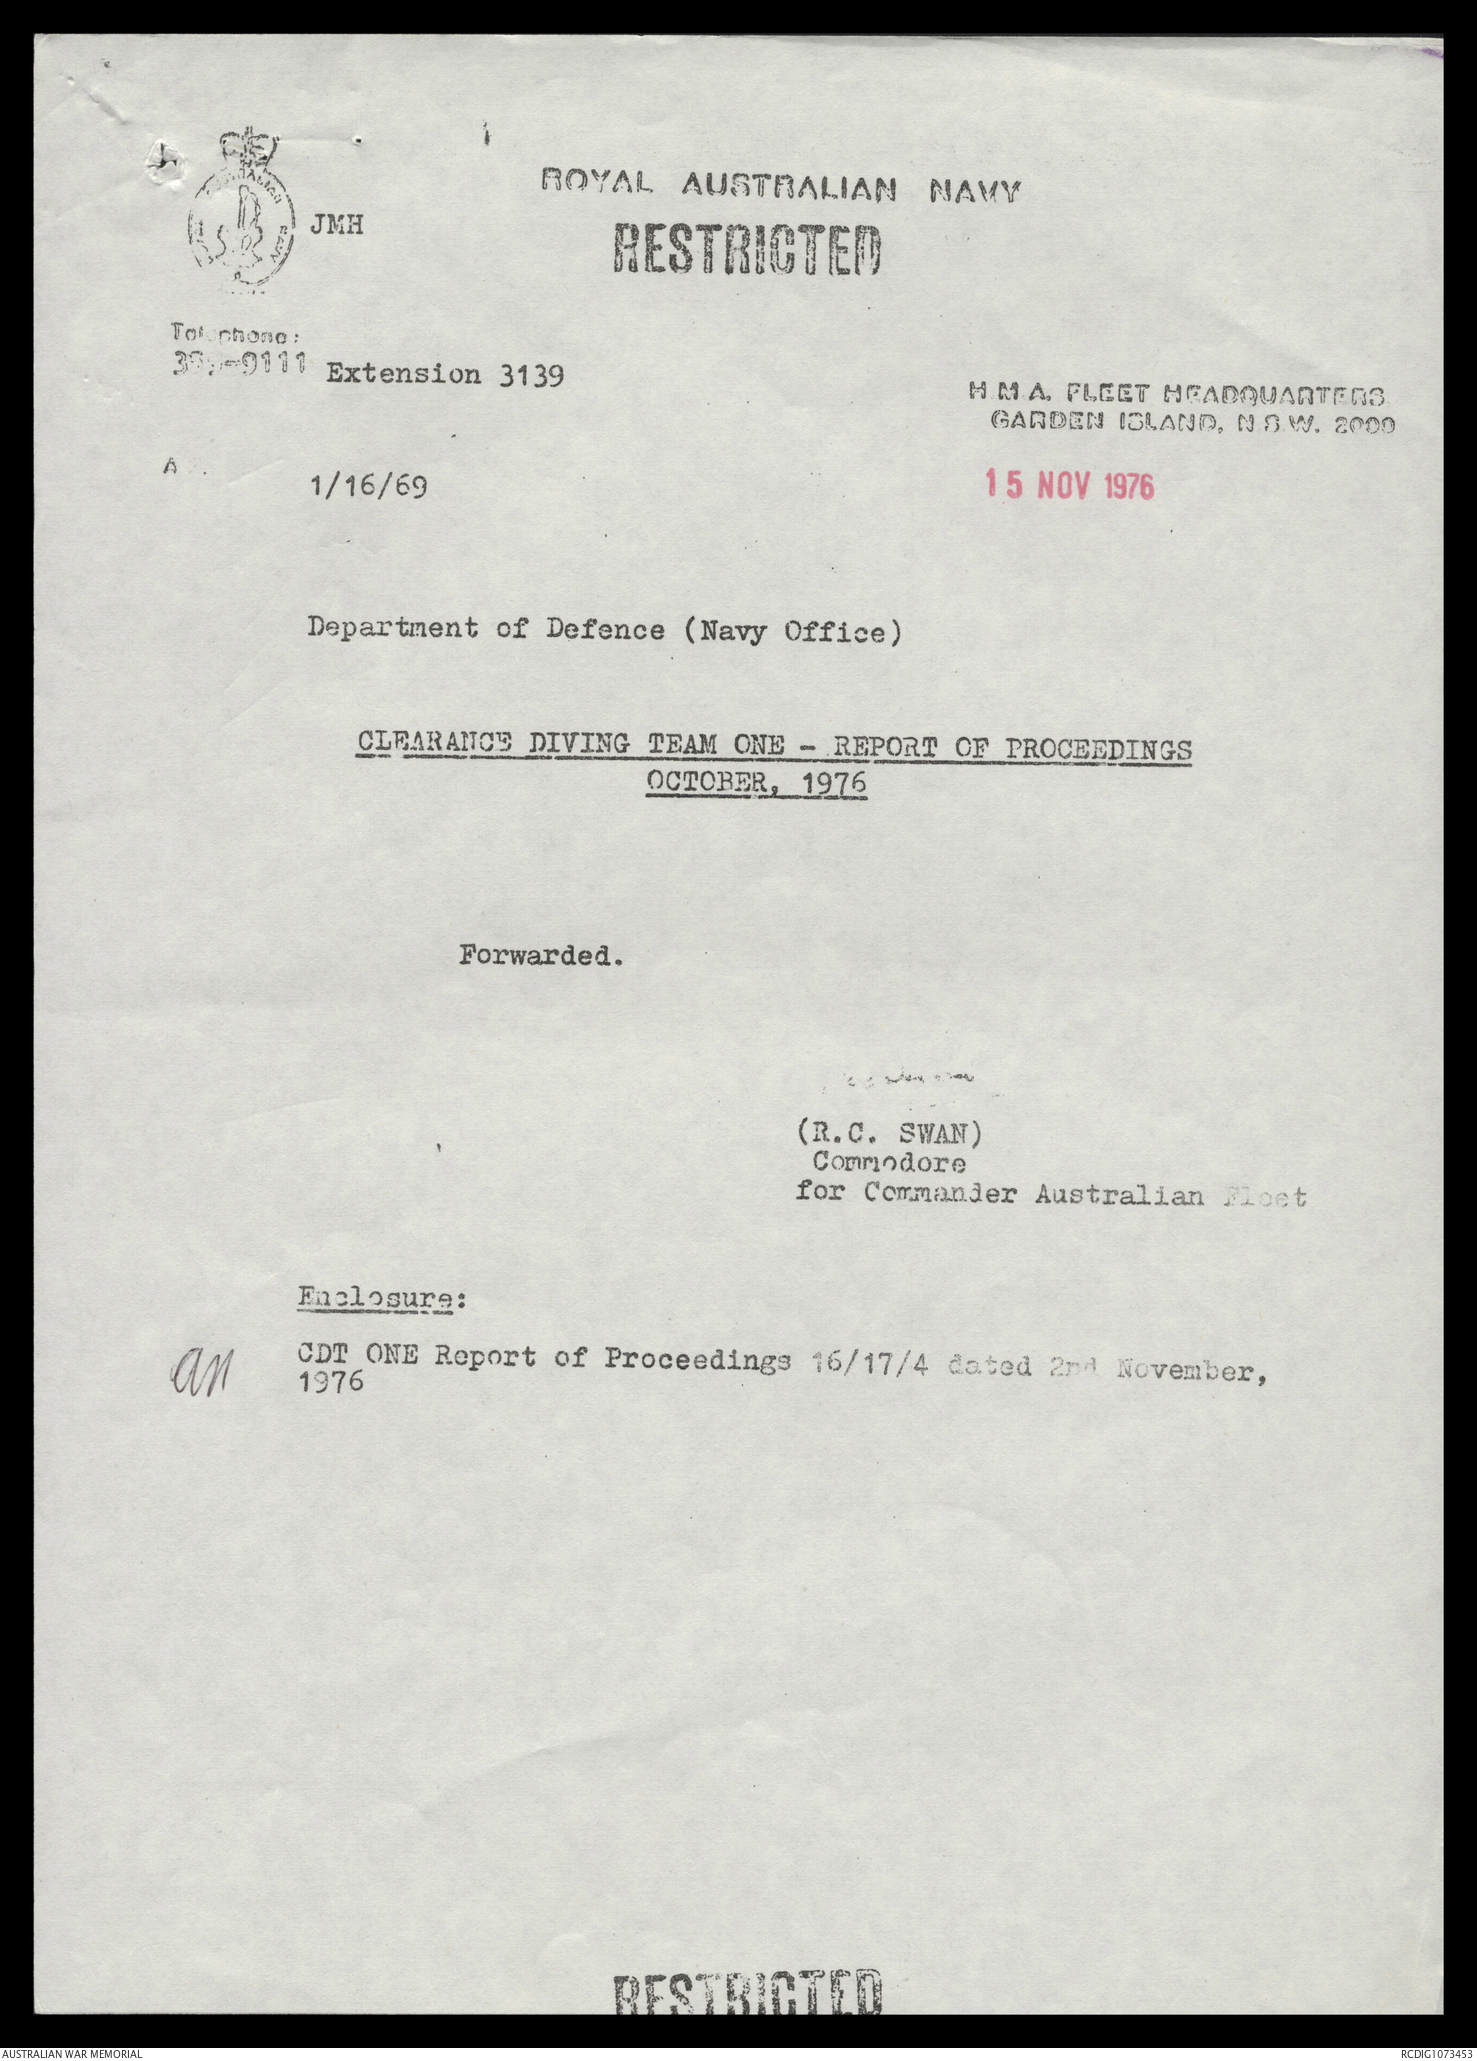 ROYAL AUSTRALIAN NAVY
RESTRICTED
JMH
Telephone:
Extension 3139
H.M.A. FLEET HEADQUARTERS
GARDEN ISLAND, N.S.W. 2000
1/16/69
15 NOV 1976
Department of Defence (Navy Office)
CLEARANCE DIVING TEAM ONE - REPORT OF PROCEEDINGS
OCTOBER, 1976
Forwarded.
(R.C. SWAN)
Commodore
for Commander Australian Fleet
Enclosure:
CDT ONE Report of Proceedings 16/17/4 dated 2nd November,
1976
RESTRICTED
AUSTRALIAN WAR MEMORIAL
RCDIG1073453